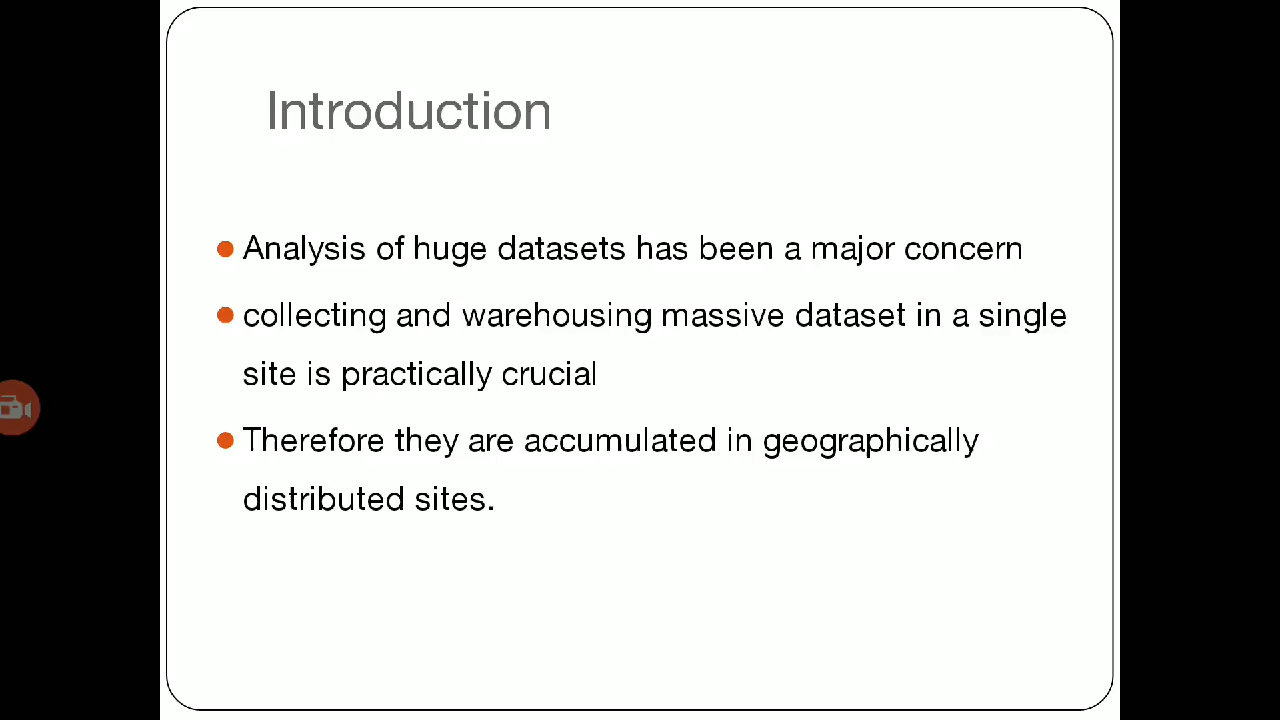 Introduction
Analysis of huge datasets has been a major concern
collecting and warehousing massive dataset in a single
site is practically crucial
Therefore they are accumulated in geographically
distributed sites.